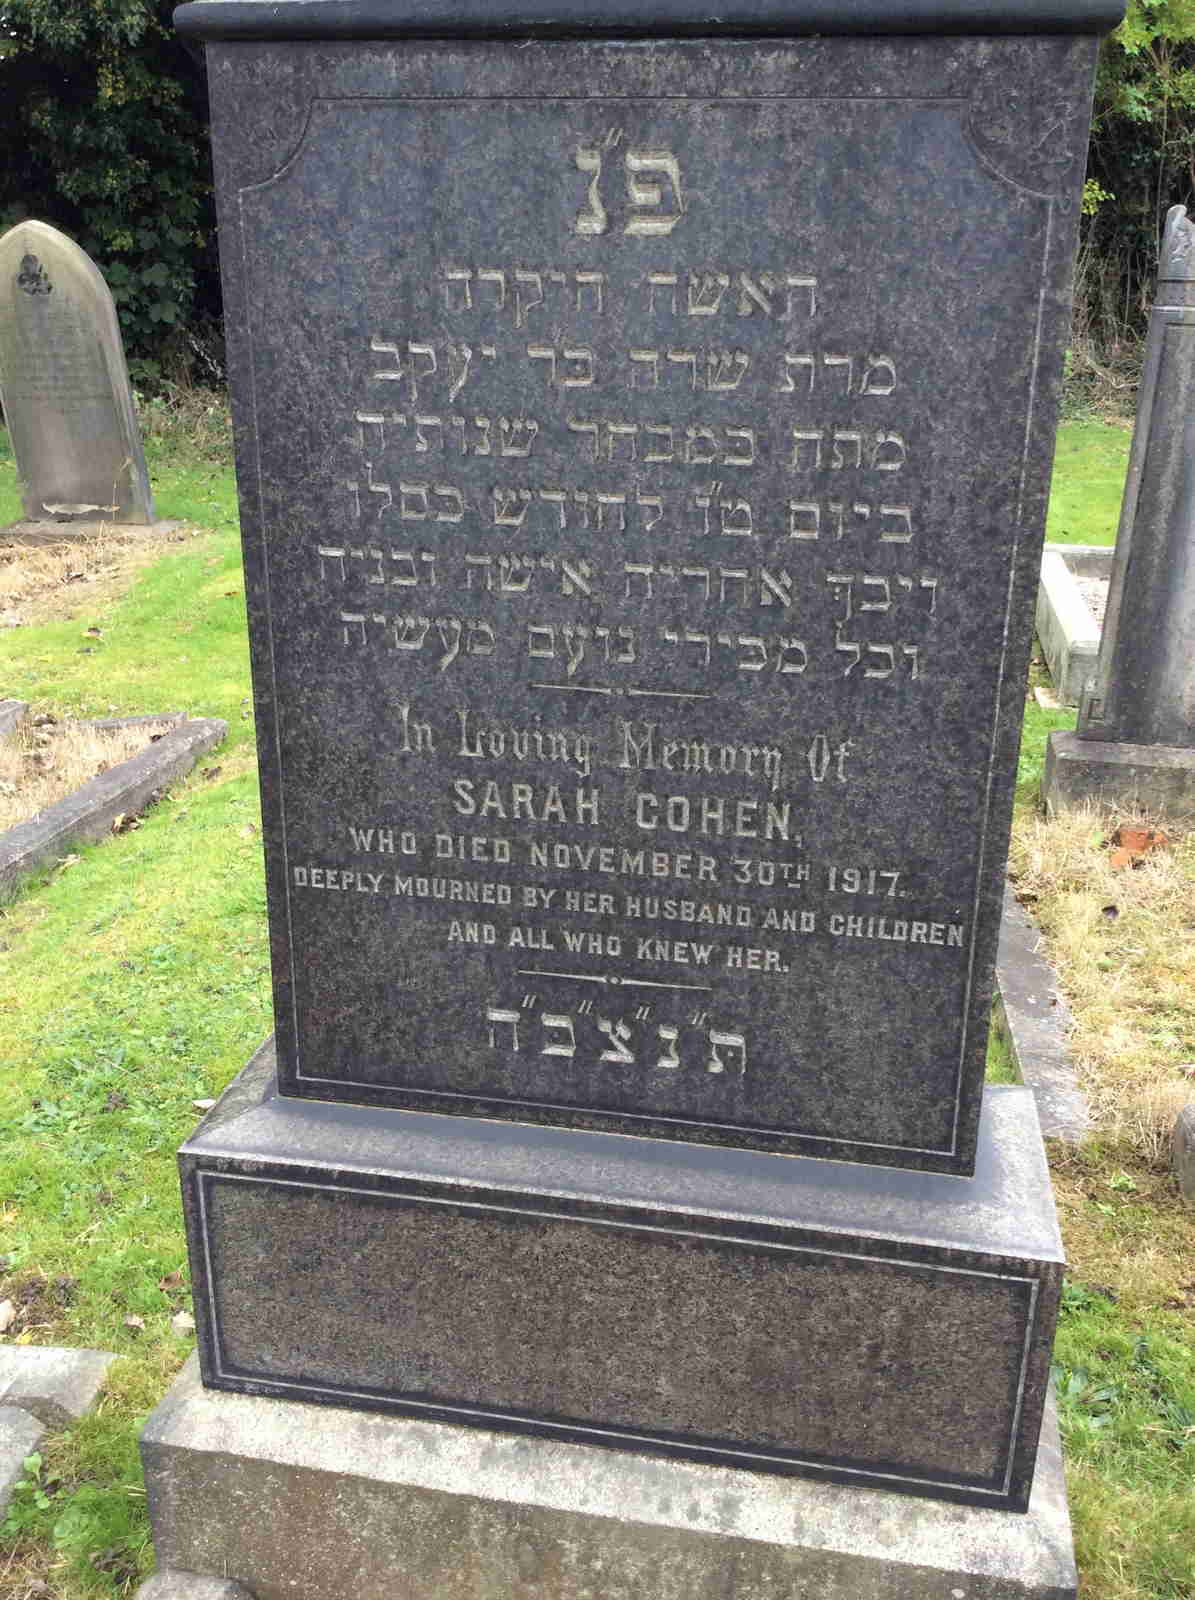 פ"נ
האשה היקרה
מרת שרה ב"ר יעקב
מתה במבחר שנותיה
ביום ט"ו לחודש כסלו
ויבך אחריה אישה ובניה
וכל מכירי נועם מעשיה
In Loving Memory Of
SARAH COHEN,
WHO DIED NOVEMBER 30TH 1917.
DEEPLY MOURNED BY HER HUSBAND AND CHILDREN
AND ALL WHO KNEW HER.
ת"נ"צ"ב"ה